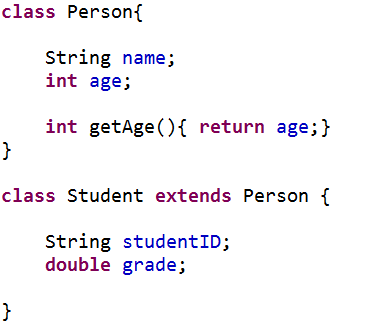 class Person{
String name;
int age;
int getAge(){ return age;}
}
class Student extends Person {
String studentID;
double grade;
}